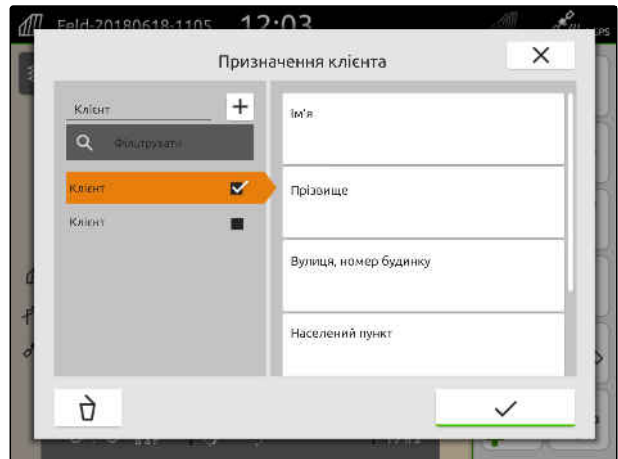 Feld-20180618-1105 12:03
Призначення клієнта
Клієнт
Фільтрувати
Клієнт
Клієнт
Ім'я
Прізвище
Вулиця, номер будинку
Населений пункт